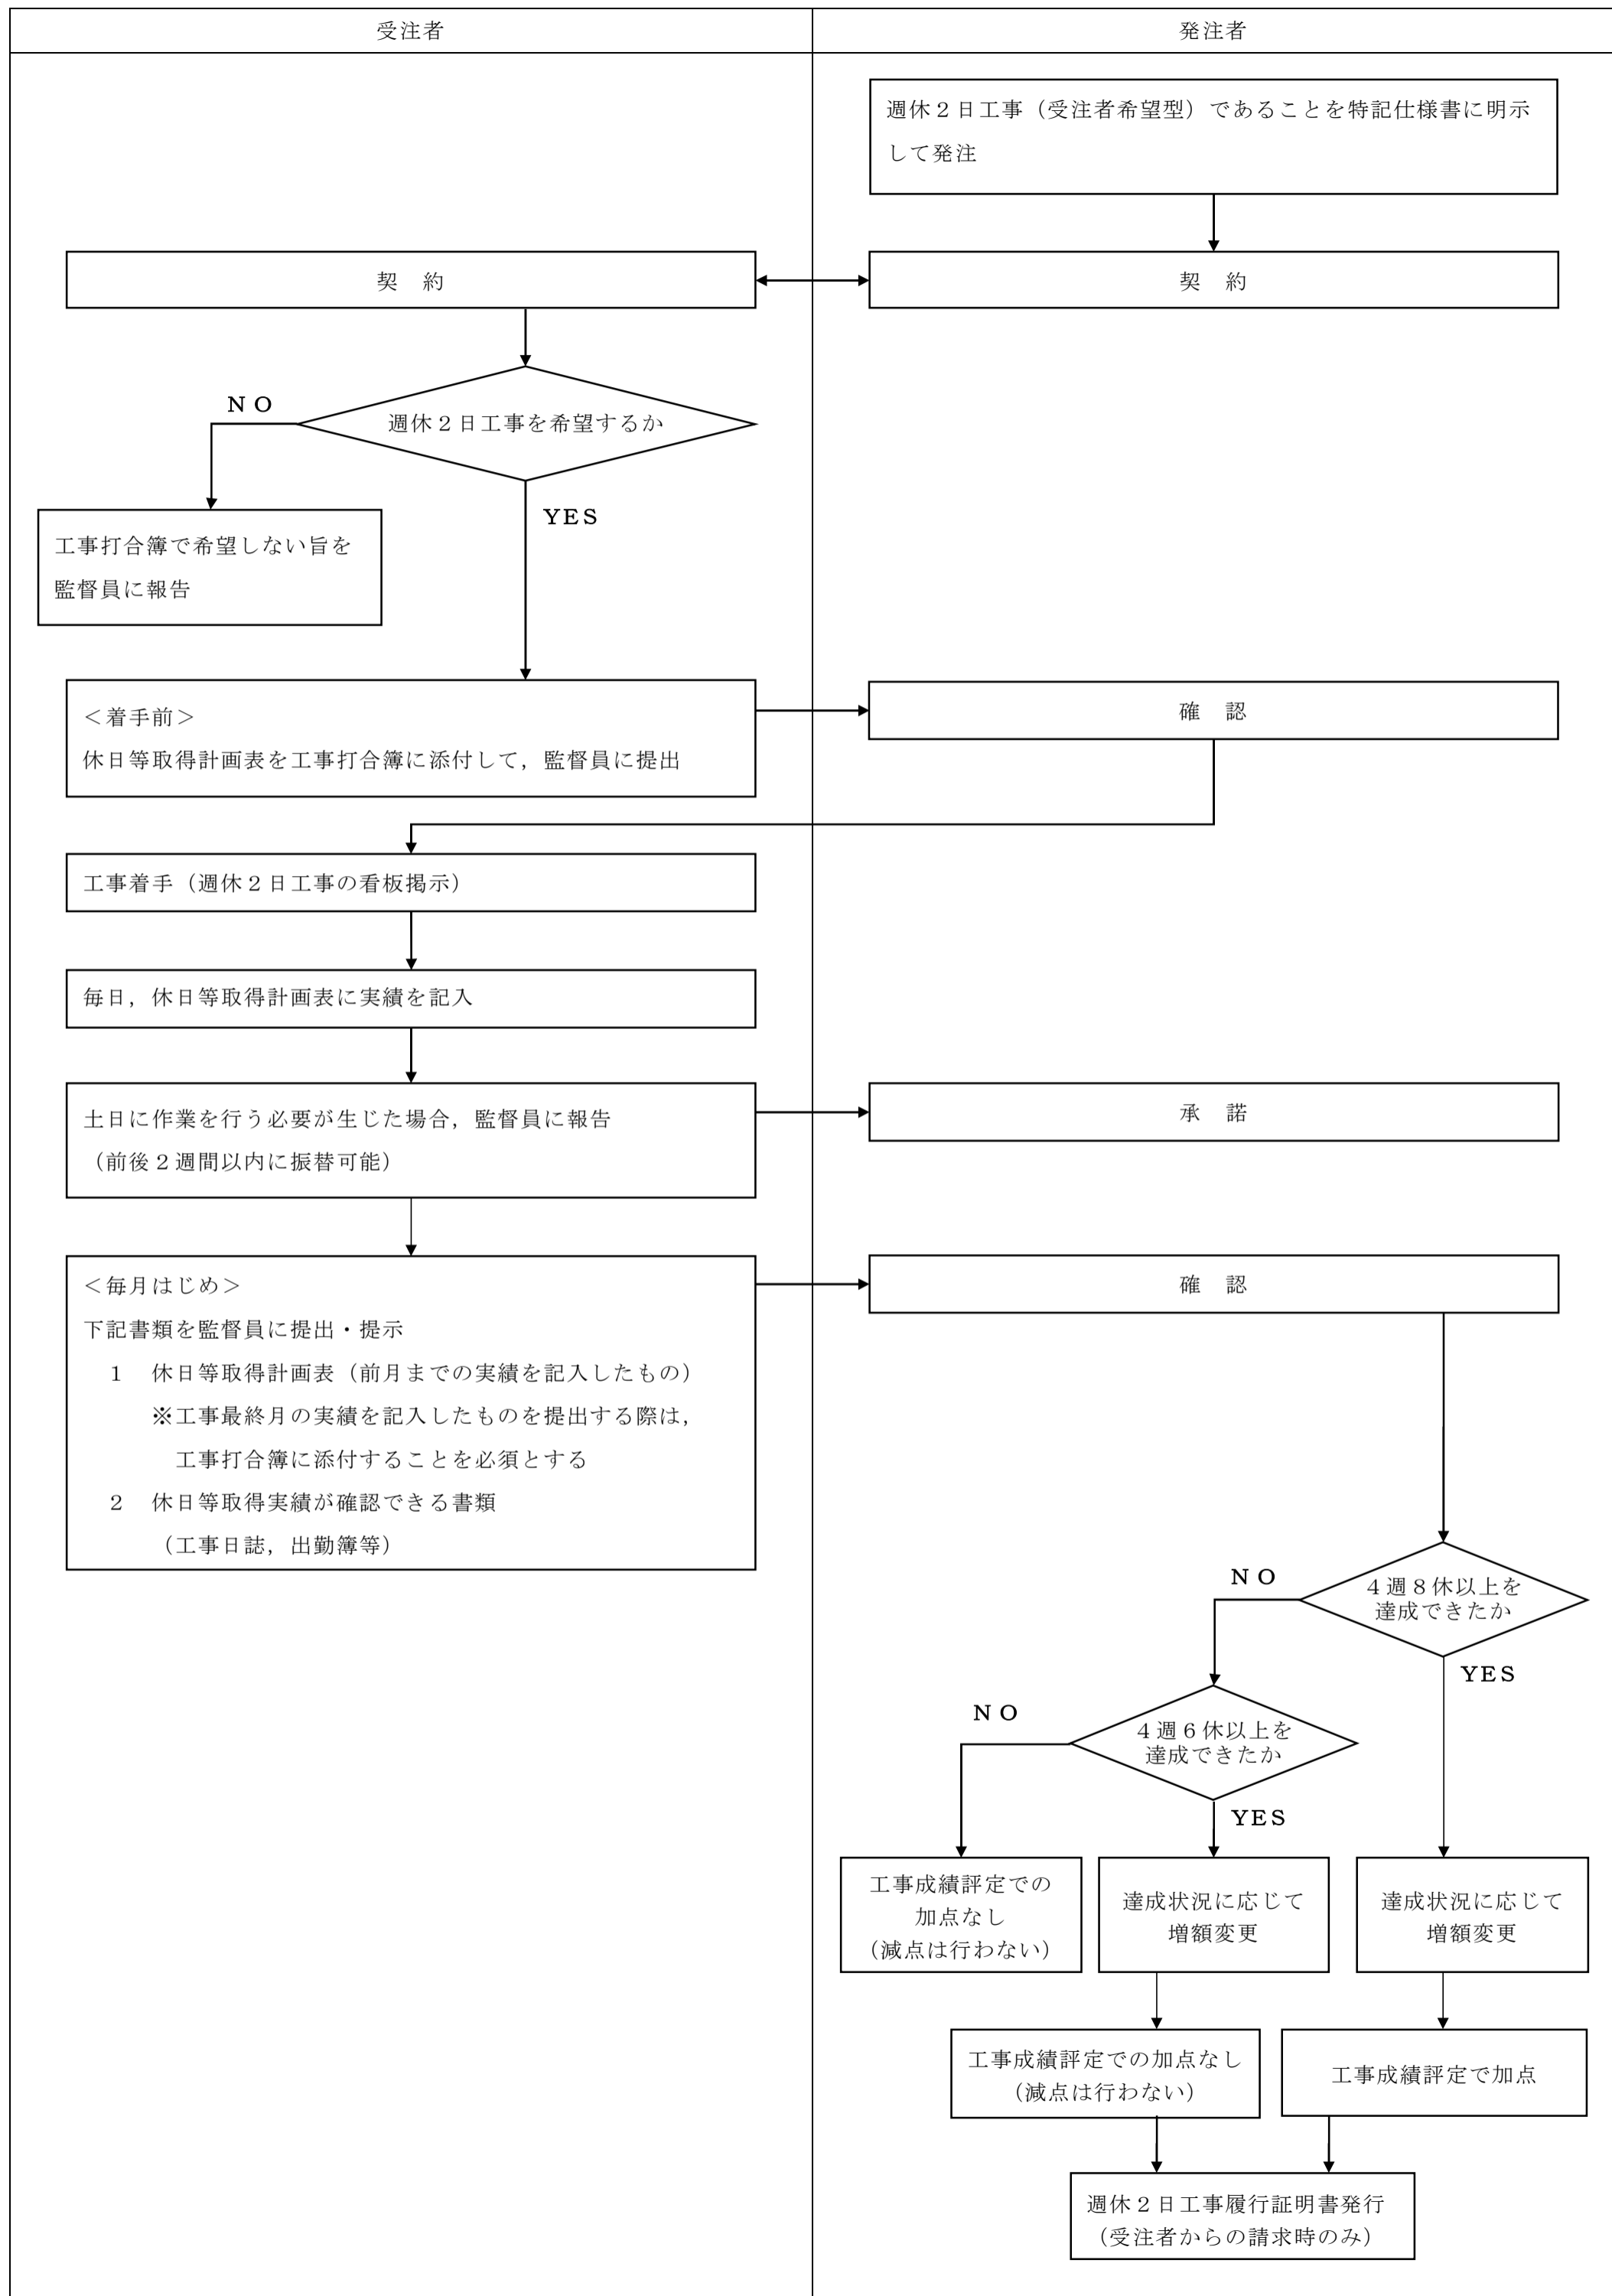 受注者
発注者
週休２日工事（受注者希望型）であることを特記仕様書に明示
して発注
契　約
契　約
週休２日工事を希望するか
ＮＯ
YES
工事打合簿で希望しない旨を
監督員に報告
＜着手前＞
休日等取得計画表を工事打合簿に添付して，監督員に提出
確　認
工事着手（週休２日工事の看板掲示）
毎日，休日等取得計画表に実績を記入
土日に作業を行う必要が生じた場合，監督員に報告
（前後２週間以内に振替可能）
承　諾
＜毎月はじめ＞
下記書類を監督員に提出・提示
１　休日等取得計画表（前月までの実績を記入したもの）
※工事最終月の実績を記入したものを提出する際は，
工事打合簿に添付することを必須とする
２　休日等取得実績が確認できる書類
（工事日誌，出勤簿等）
確　認
４週８休以上を
達成できたか
ＮＯ
YES
４週６休以上を
達成できたか
ＮＯ
YES
工事成績評定での
加点なし
（減点は行わない）
達成状況に応じて
増額変更
達成状況に応じて
増額変更
工事成績評定での加点なし
（減点は行わない）
工事成績評定で加点
週休２日工事履行証明書発行
（受注者からの請求時のみ）